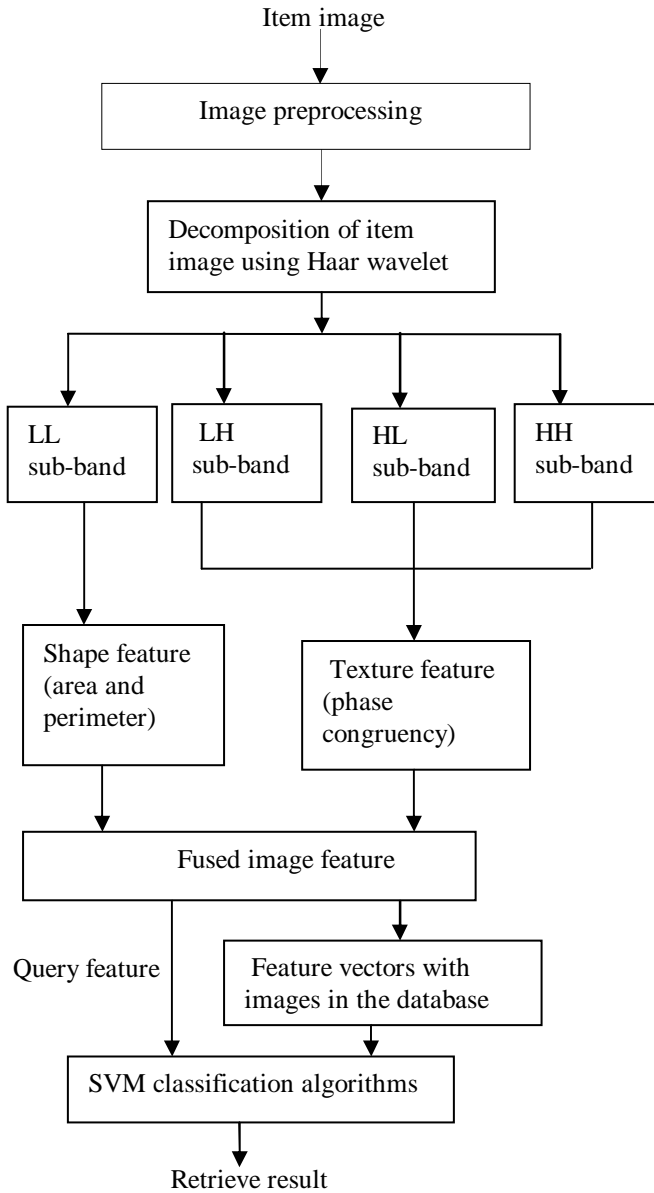 Item image
Image preprocessing
Decomposition of item
image using Haar wavelet
LL
sub-band
LH
sub-band
HL
sub-band
HH
sub-band
Shape feature
(area and
perimeter)
Texture feature
(phase
congruency)
Fused image feature
Query feature
Feature vectors with
images in the database
SVM classification algorithms
Retrieve result